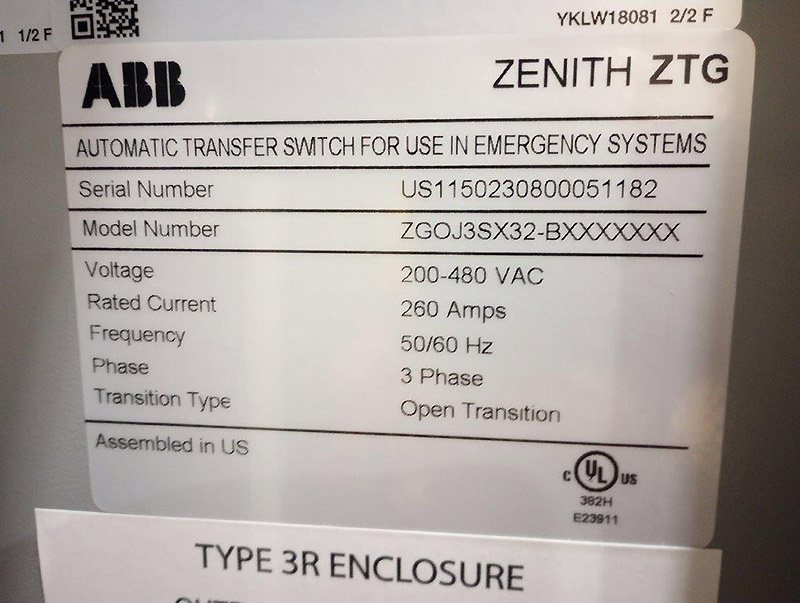 1 1/2 F
YKLW18081 2/2 F
ABB
ZENITH ZTG
AUTOMATIC TRANSFER SWITCH FOR USE IN EMERGENCY SYSTEMS
Serial Number US1150230800051182
Model Number ZGOJ3SX32-BXXXXXXX
Voltage 200-480 VAC
Rated Current 260 Amps
Frequency 50/60 Hz
Phase 3 Phase
Transition Type Open Transition
Assembled in US
C UL US
382H
E23911
TYPE 3R ENCLOSURE